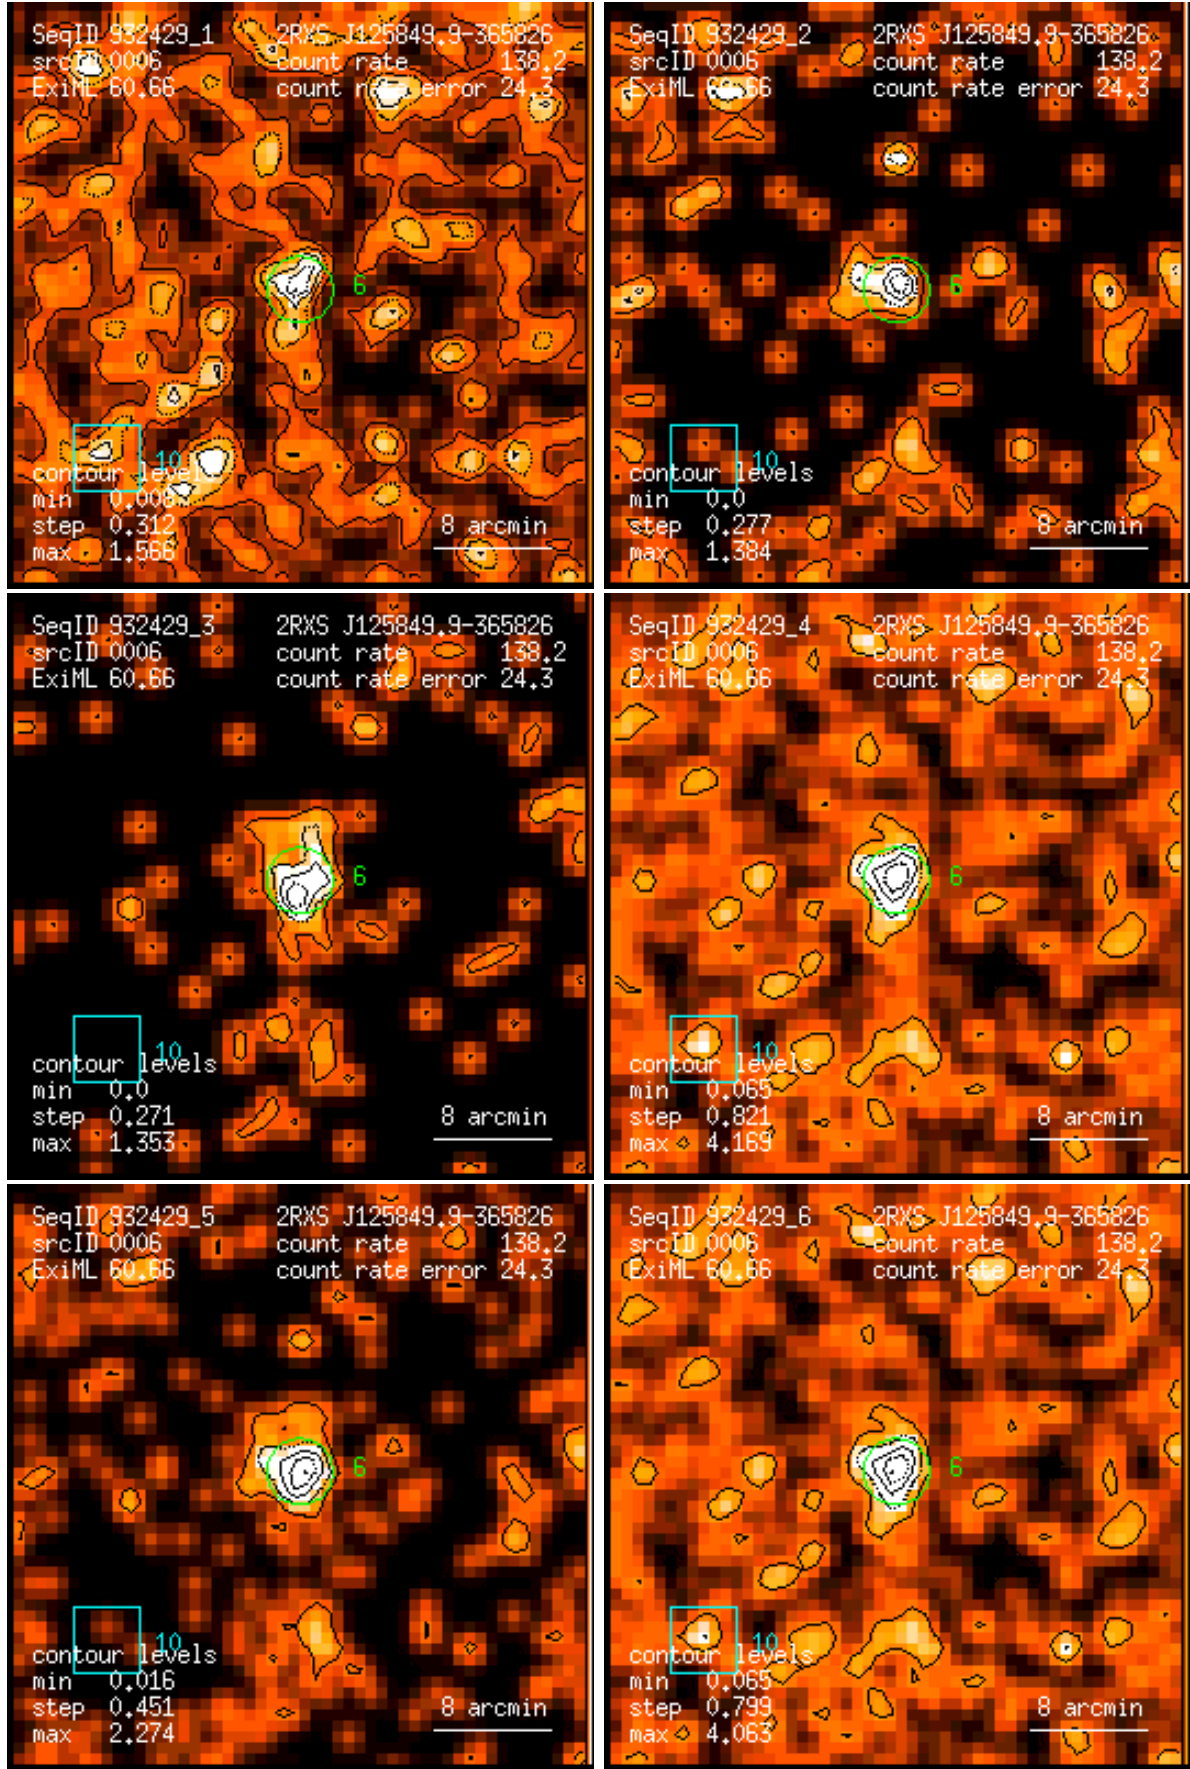 SeqID 932429_1 2RXS J125849.9-365826
srcID 0006 count rate 138.2
ExiML 60.66 count rate error 24.3
6
10
contour levels
min 0.008
step 0.312
max 1.566
8 arcmin
SeqID 932429_2 2RXS J125849.9-365826
srcID 0006 count rate 138.2
ExiML 60.66 count rate error 24.3
6
10
contour levels
min 0.0
step 0.277
max 1.384
8 arcmin
SeqID 932429_3 2RXS J125849.9-365826
srcID 0006 count rate 138.2
ExiML 60.66 count rate error 24.3
6
10
contour levels
min 0.0
step 0.271
max 1.353
8 arcmin
SeqID 932429_4 2RXS J125849.9-365826
srcID 0006 count rate 138.2
ExiML 60.66 count rate error 24.3
6
10
contour levels
min 0.065
step 0.821
max 4.169
8 arcmin
SeqID 932429_5 2RXS J125849.9-365826
srcID 0006 count rate 138.2
ExiML 60.66 count rate error 24.3
6
10
contour levels
min 0.016
step 0.451
max 2.274
8 arcmin
SeqID 932429_6 2RXS J125849.9-365826
srcID 0006 count rate 138.2
ExiML 60.66 count rate error 24.3
6
10
contour levels
min 0.065
step 0.799
max 4.063
8 arcmin